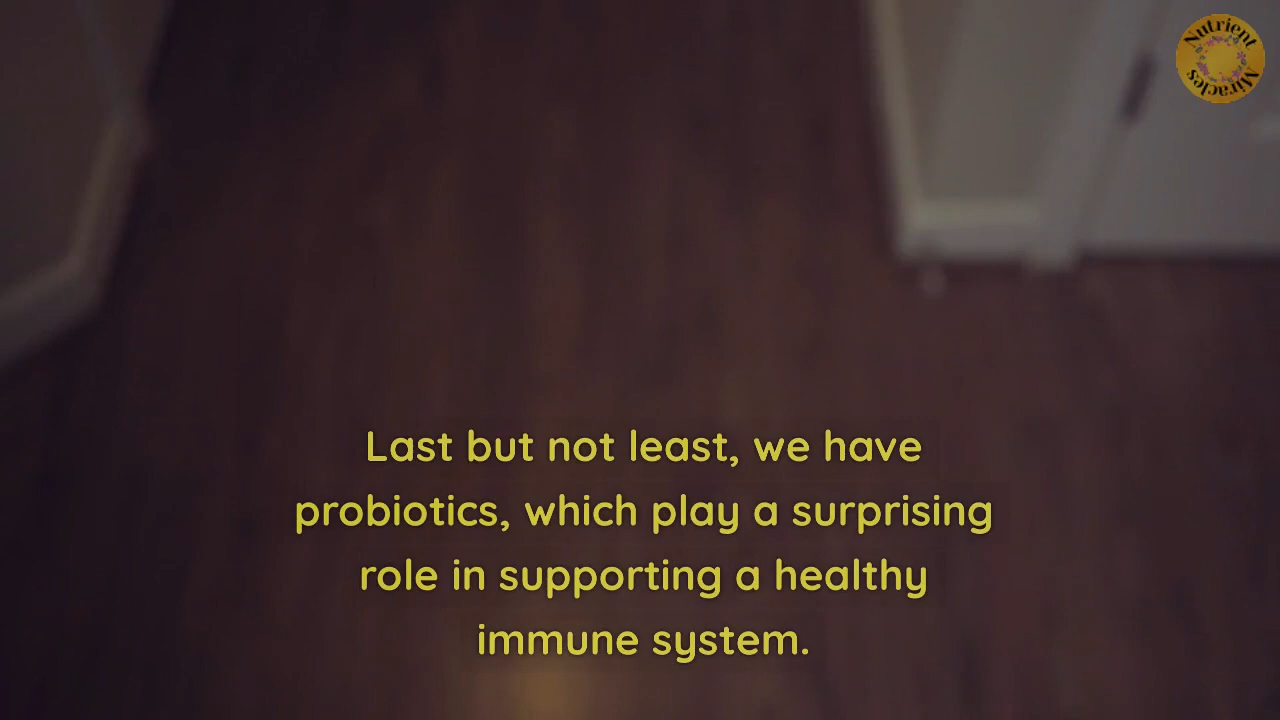 Nutrient
Miracles
Last but not least, we have
probiotics, which play a surprising
role in supporting a healthy
immune system.